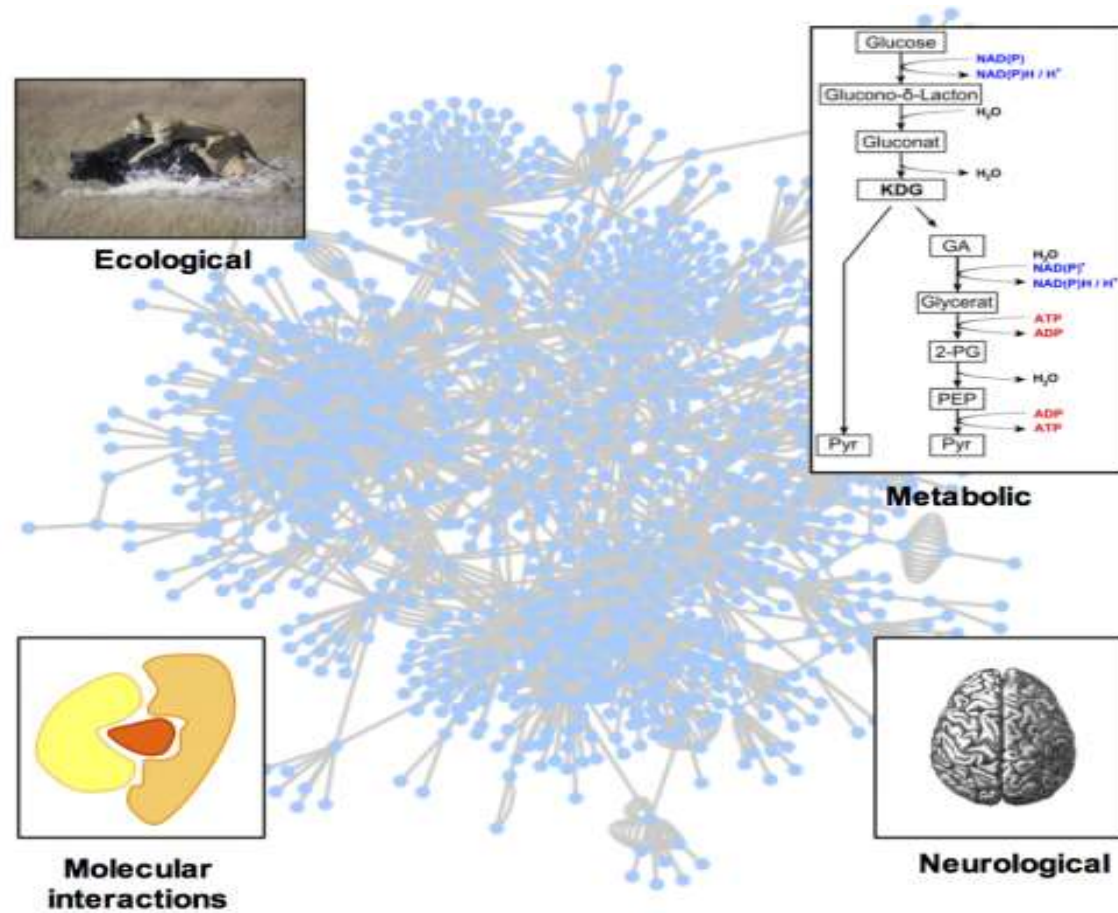 Glucose
NAD(P)
NAD(P)H / H⁺
Glucono-δ-Lacton
H₂O
Gluconat
H₂O
KDG
GA
H₂O
NAD(P)⁺
NAD(P)H / H⁺
Glycerat
ATP
ADP
2-PG
H₂O
PEP
ADP
ATP
Pyr
Pyr
Ecological
Metabolic
Molecular
interactions
Neurological